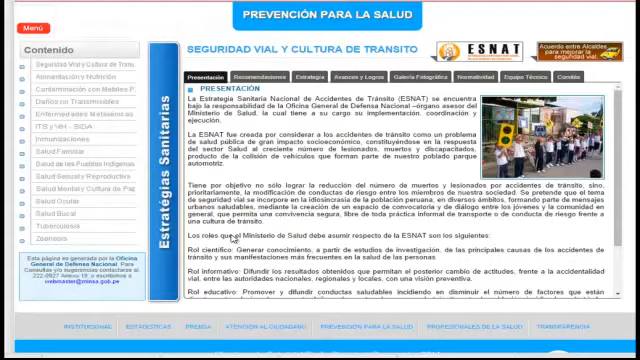 PREVENCIÓN PARA LA SALUD
Menú
Contenido
Seguridad Vial y Cultura de Trans
Alimentación y Nutrición
Contaminación con Metales P
Daños no Transmisibles
Enfermedades Metaxénicas
ITS y VIH - SIDA
Inmunizaciones
Salud Familiar
Salud de los Pueblos Indígenas
Salud Sexual y Reproductiva
Salud Mental y Cultura de Paz
Salud Ocular
Salud Bucal
Tuberculosis
Zoonosis
Esta página es generada por la Oficina
General de Defensa Nacional. Para
Consultas y/o sugerencias contactarse al
webmaster@minsa.gob.pe
Estratégias Sanitarias
SEGURIDAD VIAL Y CULTURA DE TRANSITO
ESNAT
Acuerdo entre Alcaldes
para mejorar la
seguridad vial
Presentación
Recomendaciones
Estrategia
Avances y Logros
Galería Fotográfica
Normatividad
Equipo Técnico
Comités
PRESENTACIÓN
La Estrategia Sanitaria Nacional de Accidentes de Tránsito (ESNAT) se encuentra
bajo la responsabilidad de la Oficina General de Defensa Nacional -órgano asesor del
Ministerio de Salud, la cual tiene a su cargo su implementación, coordinación y
ejecución.
La ESNAT fue creada por considerar a los accidentes de tránsito como un problema
de salud pública de gran impacto socioeconómico, constituyéndose en la respuesta
del sector Salud al creciente número de lesionados, muertos y discapacitados,
producto de la colisión de vehículos que forman parte de nuestro poblado parque
automotriz.
Tiene por objetivo no sólo lograr la reducción del número de muertos y lesionados por accidentes de tránsito, sino,
prioritariamente, la modificación de conductas de riesgo entre los miembros de nuestra sociedad. Se pretende que el tema
de seguridad vial se incorpore en la idiosincrasia de la población peruana, en diversos ámbitos, formando parte de mensajes
urbanos saludables, mediante la creación de un espacio de convocatoria y de diálogo entre los jóvenes y la comunidad en
general, que permita una convivencia segura, libre de toda práctica informal de transporte o de conducta de riesgo frente a
una cultura de tránsito.
Los roles que el Ministerio de Salud debe asumir respecto de la ESNAT son los siguientes:
Rol científico: Generar conocimiento, a partir de estudios e investigación, de las principales causas de los accidentes de
tránsito y sus manifestaciones más frecuentes en la salud de las personas
Rol informativo: Difundir los resultados obtenidos que permitan el posterior cambio de actitudes, frente a la accidentalidad
vial, entre las autoridades nacionales, regionales y locales, con una visión preventiva.
Rol educativo: Promover y difundir conductas saludables incidiendo en disminuir el número de factores que están
INSTITUCIONAL
ESTADÍSTICAS
PRENSA
ATENCIÓN AL CIUDADANO
PREVENCIÓN PARA LA SALUD
PROFESIONALES DE LA SALUD
TRANSPARENCIA